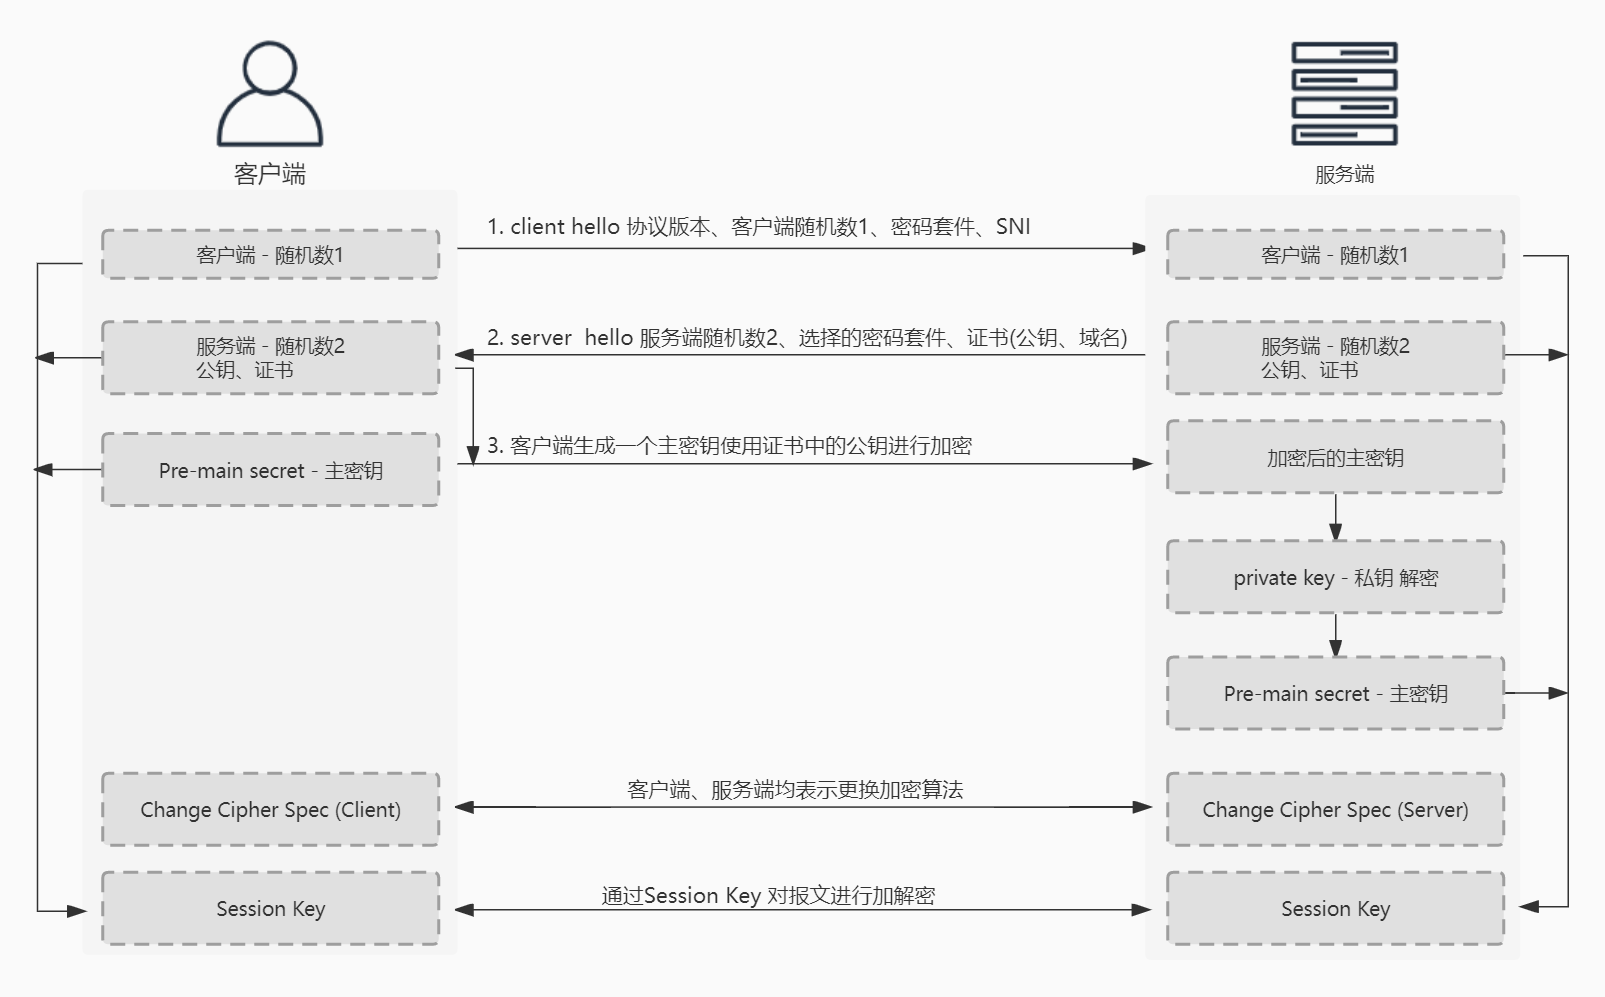 客户端
服务端
1. client hello 协议版本、客户端随机数1、密码套件、SNI
客户端 - 随机数1
客户端 - 随机数1
2. server  hello 服务端随机数2、选择的密码套件、证书(公钥、域名)
服务端 - 随机数2
公钥、证书
服务端 - 随机数2
公钥、证书
3. 客户端生成一个主密钥使用证书中的公钥进行加密
Pre-main secret - 主密钥
加密后的主密钥
private key - 私钥 解密
Pre-main secret - 主密钥
客户端、服务端均表示更换加密算法
Change Cipher Spec (Client)
Change Cipher Spec (Server)
通过Session Key 对报文进行加解密
Session Key
Session Key